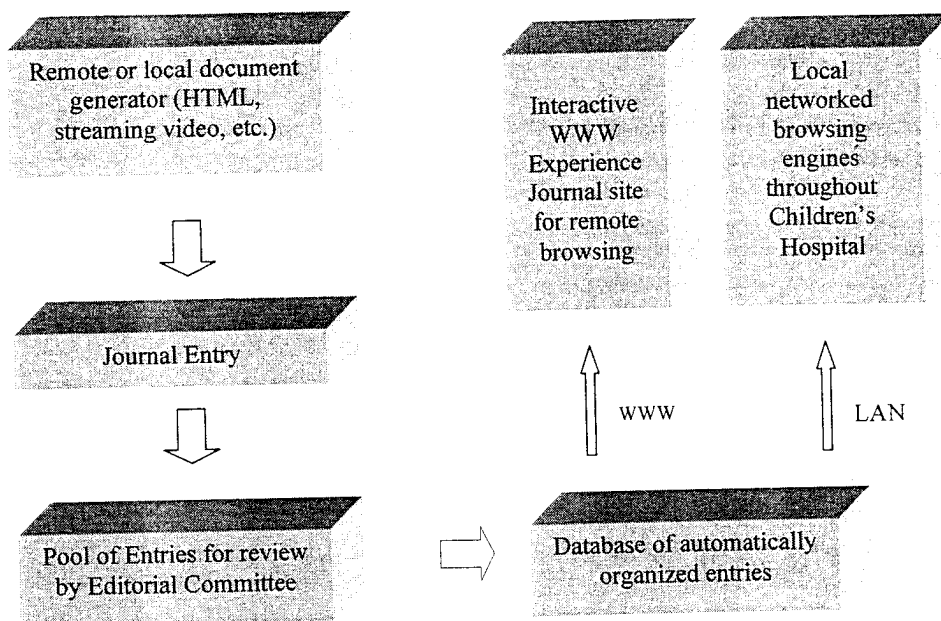 Remote or local document
generator (HTML,
streaming video, etc.)
Journal Entry
Pool of Entries for review
by Editorial Committee
Database of automatically
organized entries
WWW
LAN
Interactive
WWW
Experience
Journal site
for remote
browsing
Local
networked
browsing
engines
throughout
Children's
Hospital